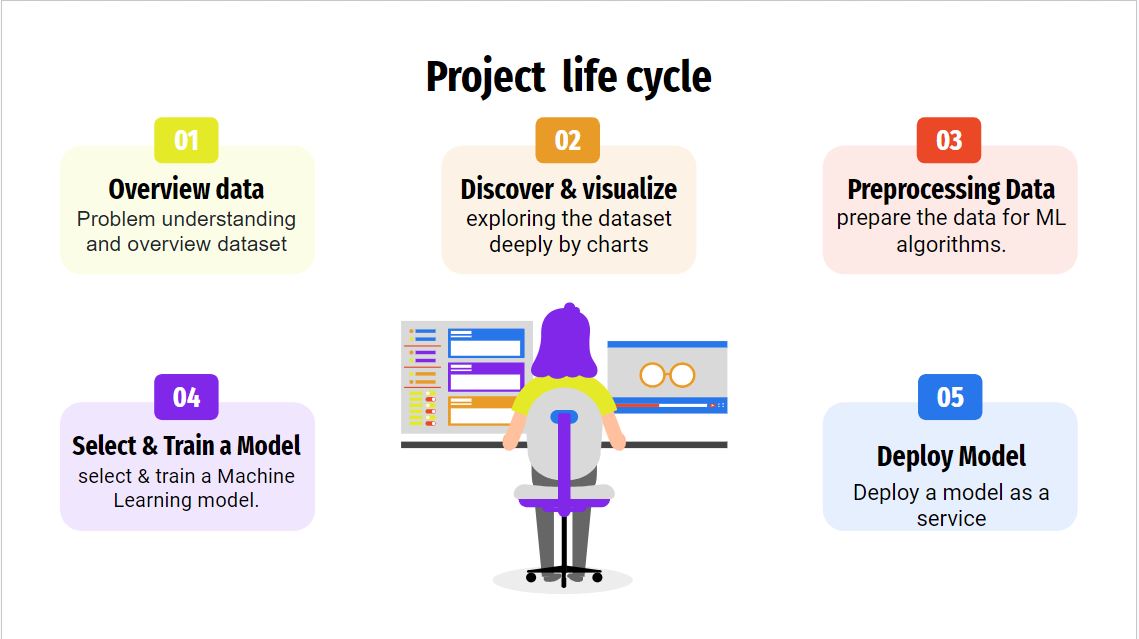 Project life cycle
01
Overview data
Problem understanding
and overview dataset
02
Discover & visualize
exploring the dataset
deeply by charts
03
Preprocessing Data
prepare the data for ML
algorithms.
04
Select & Train a Model
select & train a Machine
Learning model.
05
Deploy Model
Deploy a model as a
service